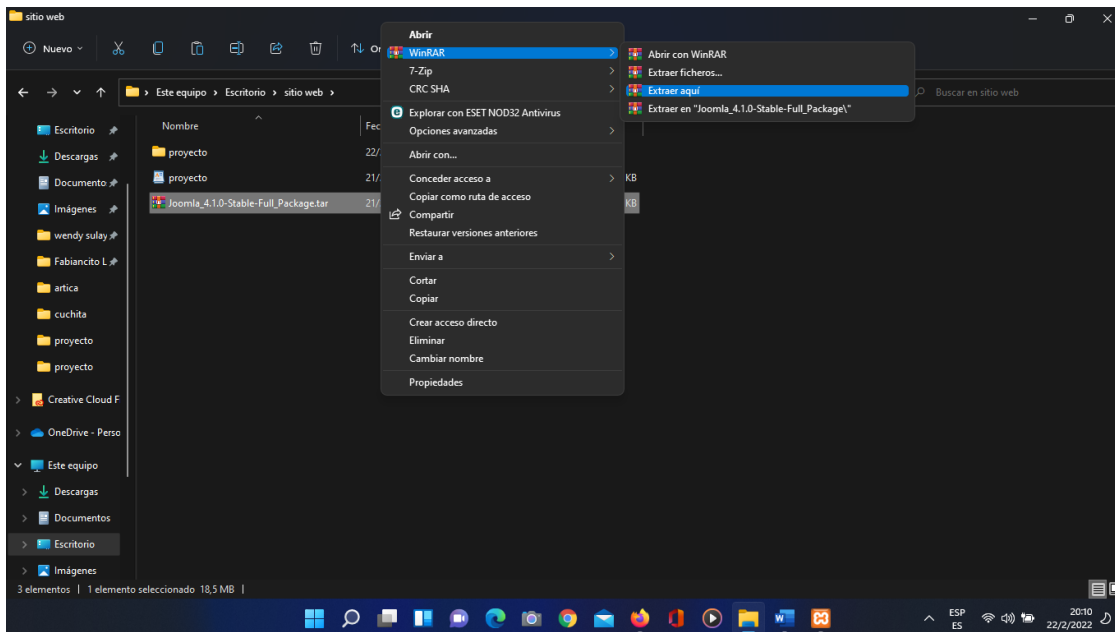 sitio web
Nuevo
Or
Este equipo > Escritorio > sitio web >
Buscar en sitio web
Nombre
Fec
Escritorio
Descargas
Documento
Imágenes
wendy sulay
Fabiancito L
artica
cuchita
proyecto
proyecto
Creative Cloud F
OneDrive - Perso
Este equipo
Descargas
Documentos
Escritorio
Imágenes
proyecto
22/
proyecto
21/
KB
Joomla_4.1.0-Stable-Full_Package.tar
21/
KB
Abrir
WinRAR
7-Zip
CRC SHA
Explorar con ESET NOD32 Antivirus
Opciones avanzadas
Abrir con...
Conceder acceso a
Copiar como ruta de acceso
Compartir
Restaurar versiones anteriores
Enviar a
Cortar
Copiar
Crear acceso directo
Eliminar
Cambiar nombre
Propiedades
Abrir con WinRAR
Extraer ficheros...
Extraer aquí
Extraer en "Joomla_4.1.0-Stable-Full_Package\"
3 elementos | 1 elemento seleccionado 18,5 MB |
ESP
ES
20:10
22/2/2022